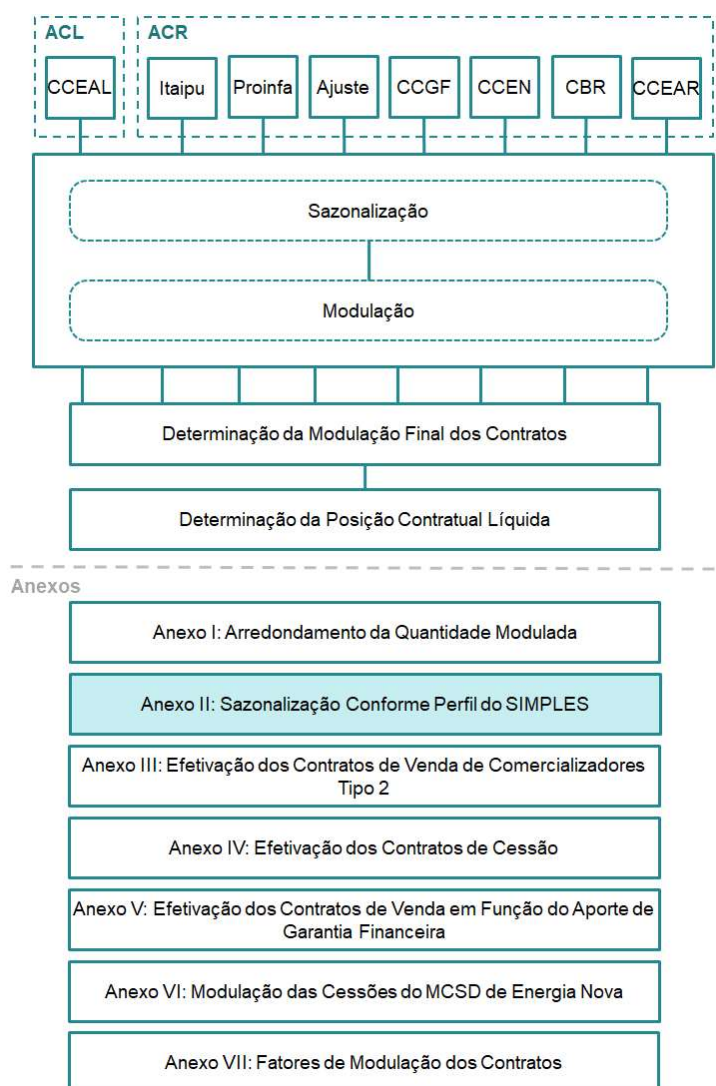 ACL
ACR
CCEAL
Itaipu
Proinfa
Ajuste
CCGF
CCEN
CBR
CCEAR
Sazonalização
Modulação
Determinação da Modulação Final dos Contratos
Determinação da Posição Contratual Líquida
Anexos
Anexo I: Arredondamento da Quantidade Modulada
Anexo II: Sazonalização Conforme Perfil do SIMPLES
Anexo III: Efetivação dos Contratos de Venda de Comercializadores
Tipo 2
Anexo IV: Efetivação dos Contratos de Cessão
Anexo V: Efetivação dos Contratos de Venda em Função do Aporte de
Garantia Financeira
Anexo VI: Modulação das Cessões do MCSD de Energia Nova
Anexo VII: Fatores de Modulação dos Contratos